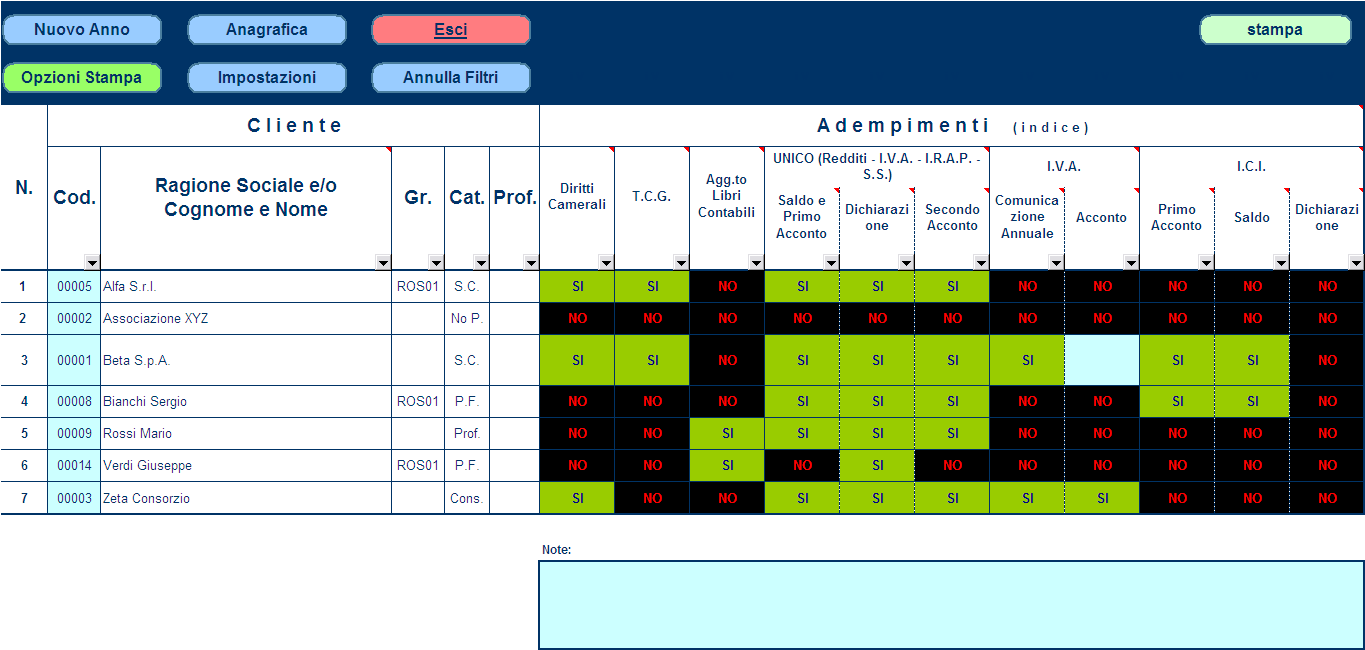 Nuovo Anno Anagrafica Esci stampa
Opzioni Stampa Impostazioni Annulla Filtri
Cliente Adempimenti (indice)
N. Cod. Ragione Sociale e/o
Cognome e Nome Gr. Cat. Prof.
Diritti
Camerali
T.C.G.
Agg.to
Libri
Contabili
UNICO (Redditi - I.V.A. - I.R.A.P. -
S.S.)
Saldo e
Primo
Acconto
Dichiarazi
one
Secondo
Acconto
I.V.A.
Comunica
zione
Annuale
Acconto
I.C.I.
Primo
Acconto
Saldo
Dichiarazi
one
1 00005 Alfa S.r.l. ROS01 S.C. SI SI NO SI SI SI NO NO NO NO NO
2 00002 Associazione XYZ No P. NO NO NO NO NO NO NO NO NO NO NO
3 00001 Beta S.p.A. S.C. SI SI NO SI SI SI SI SI SI NO
4 00008 Bianchi Sergio ROS01 P.F. NO NO NO SI SI SI NO NO SI SI NO
5 00009 Rossi Mario Prof. NO NO SI SI SI SI NO NO NO NO NO
6 00014 Verdi Giuseppe ROS01 P.F. NO NO SI NO SI NO NO NO NO NO NO
7 00003 Zeta Consorzio Cons. SI NO NO SI SI SI SI SI NO NO NO
Note: